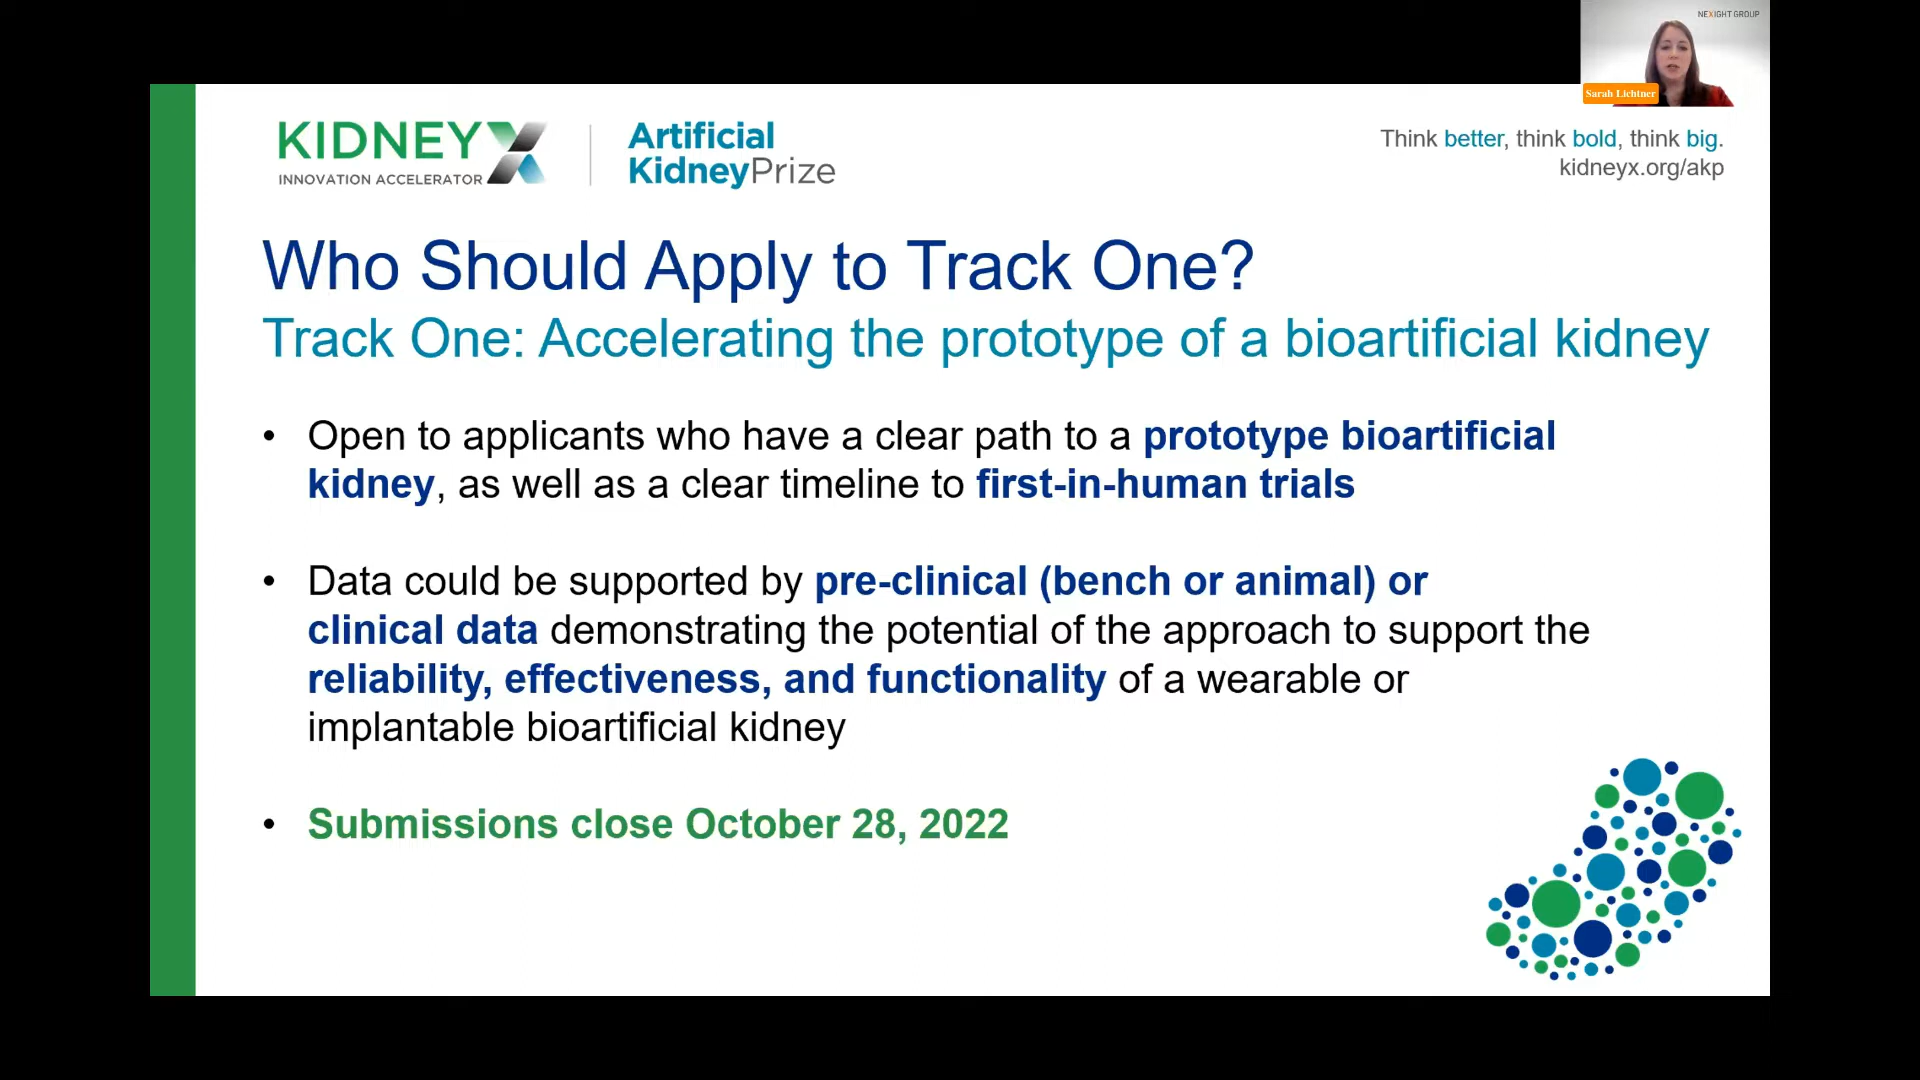 NEXIGHT GROUP
Sarah Lichtner
KIDNEYX
INNOVATION ACCELERATOR
Artificial
KidneyPrize
Think better, think bold, think big.
kidneyx.org/akp
Who Should Apply to Track One?
Track One: Accelerating the prototype of a bioartificial kidney
• Open to applicants who have a clear path to a prototype bioartificial
kidney, as well as a clear timeline to first-in-human trials
• Data could be supported by pre-clinical (bench or animal) or
clinical data demonstrating the potential of the approach to support the
reliability, effectiveness, and functionality of a wearable or
implantable bioartificial kidney
• Submissions close October 28, 2022